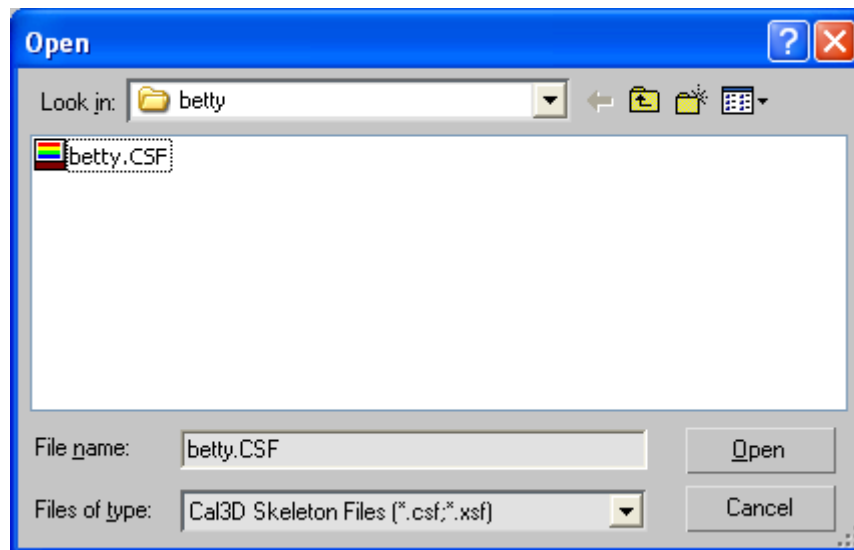 Open
Look in: betty
betty.CSF
File name: betty.CSF Open
Files of type: Cal3D Skeleton Files (*.csf;*.xsf) Cancel